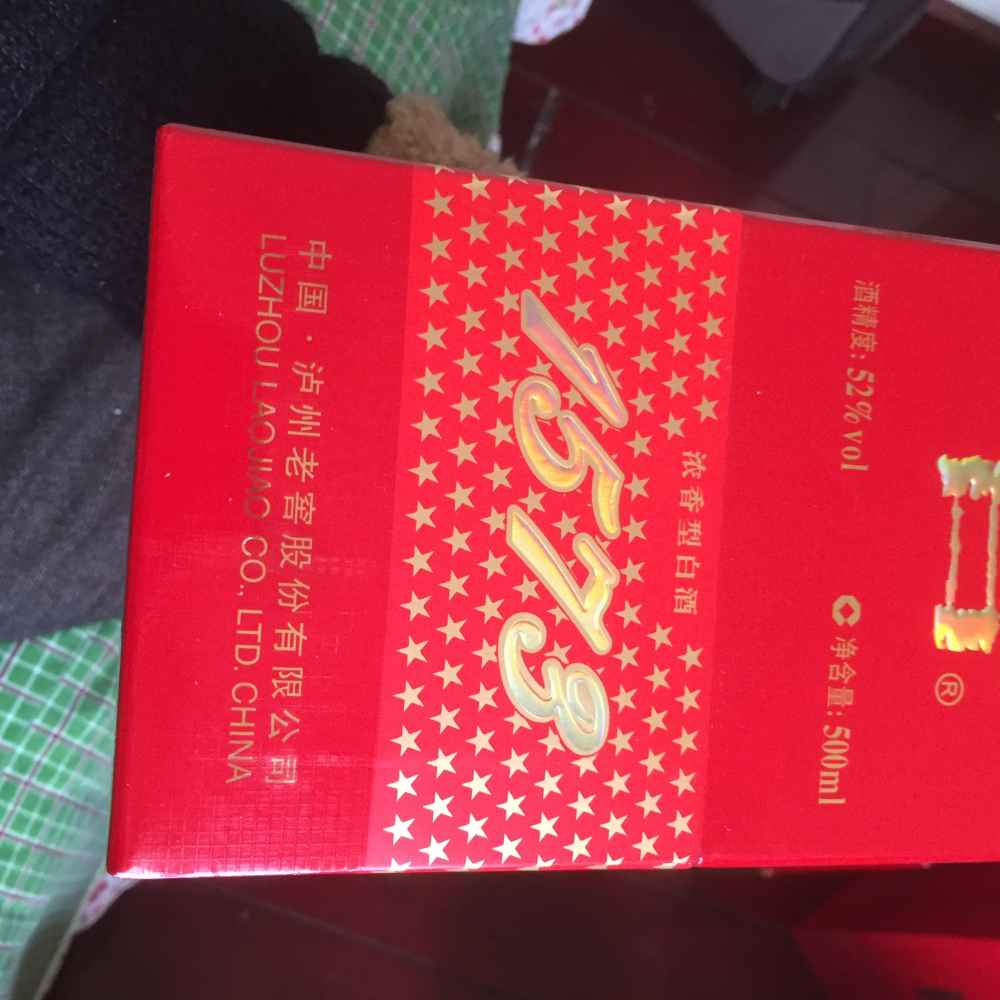 ®
酒精度: 52%vol
净含量: 500ml
浓香型白酒
1573
中国·泸州老窖股份有限公司
LUZHOU LAOJIAO CO., LTD. CHINA